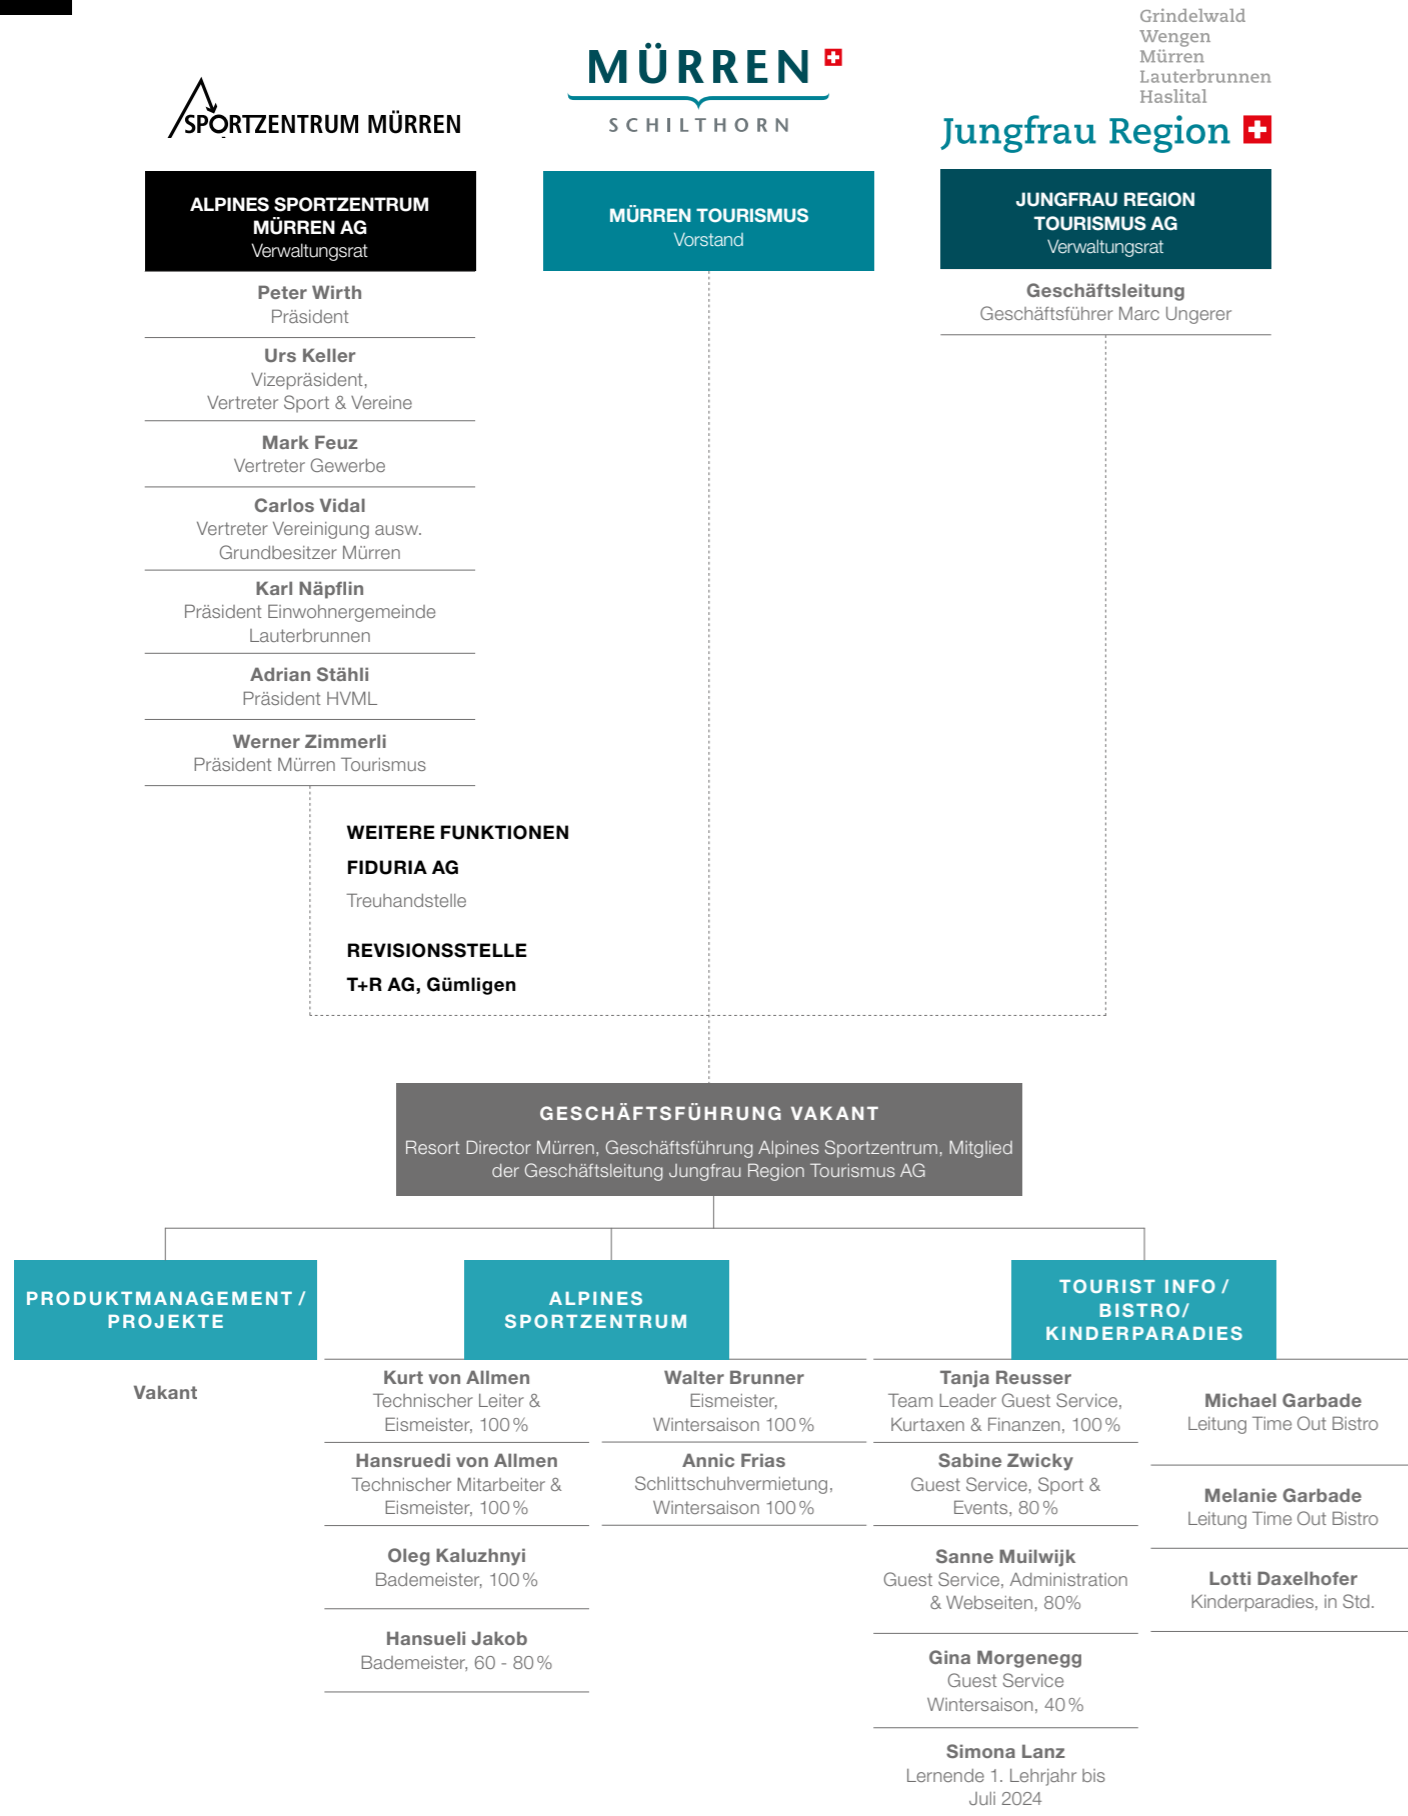 SPORTZENTRUM MÜRREN
MÜRREN
SCHILTHORN
Grindelwald
Wengen
Mürren
Lauterbrunnen
Haslital
Jungfrau Region
ALPINES SPORTZENTRUM
MÜRREN AG
Verwaltungsrat
Peter Wirth
Präsident
Urs Keller
Vizepräsident,
Vertreter Sport & Vereine
Mark Feuz
Vertreter Gewerbe
Carlos Vidal
Vertreter Vereinigung ausw.
Grundbesitzer Mürren
Karl Näpflin
Präsident Einwohnergemeinde
Lauterbrunnen
Adrian Stähli
Präsident HVML
Werner Zimmerli
Präsident Mürren Tourismus
MÜRREN TOURISMUS
Vorstand
JUNGFRAU REGION
TOURISMUS AG
Verwaltungsrat
Geschäftsleitung
Geschäftsführer Marc Ungerer
WEITERE FUNKTIONEN
FIDURIA AG
Treuhandstelle
REVISIONSSTELLE
T+R AG, Gümligen
GESCHÄFTSFÜHRUNG VAKANT
Resort Director Mürren, Geschäftsführung Alpines Sportzentrum, Mitglied
der Geschäftsleitung Jungfrau Region Tourismus AG
PRODUKTMANAGEMENT /
PROJEKTE
Vakant
ALPINES
SPORTZENTRUM
Kurt von Allmen
Technischer Leiter &
Eismeister, 100 %
Hansruedi von Allmen
Technischer Mitarbeiter &
Eismeister, 100 %
Oleg Kaluzhnyi
Bademeister, 100 %
Hansueli Jakob
Bademeister, 60 - 80 %
Walter Brunner
Eismeister,
Wintersaison 100 %
Annic Frias
Schlittschuhvermietung,
Wintersaison 100 %
TOURIST INFO /
BISTRO/
KINDERPARADIES
Tanja Reusser
Team Leader Guest Service,
Kurtaxen & Finanzen, 100 %
Sabine Zwicky
Guest Service, Sport &
Events, 80 %
Sanne Muilwijk
Guest Service, Administration
& Webseiten, 80%
Gina Morgenegg
Guest Service
Wintersaison, 40 %
Simona Lanz
Lernende 1. Lehrjahr bis
Juli 2024
Michael Garbade
Leitung Time Out Bistro
Melanie Garbade
Leitung Time Out Bistro
Lotti Daxelhofer
Kinderparadies, in Std.